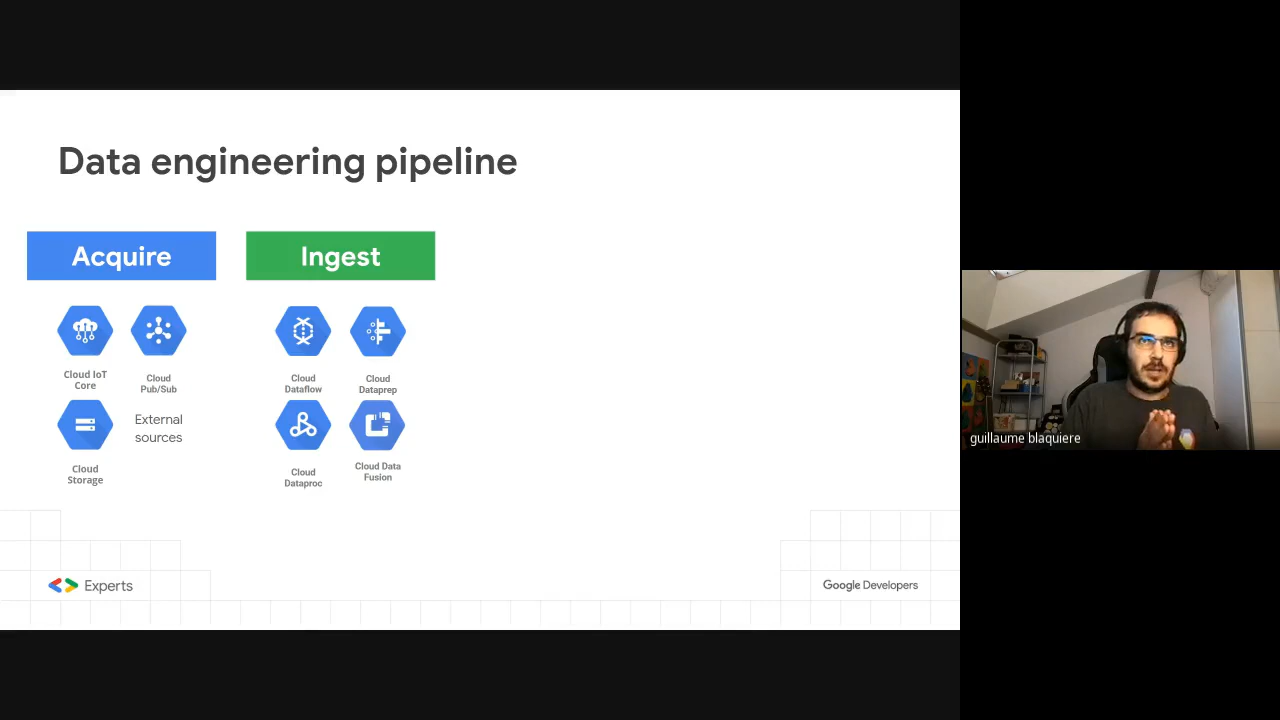 Data engineering pipeline
Acquire
Ingest
Cloud IoT
Core
Cloud
Pub/Sub
Cloud
Storage
External
sources
Cloud
Dataflow
Cloud
Dataprep
Cloud
Dataproc
Cloud Data
Fusion
Experts
Google Developers
guillaume blaquiere